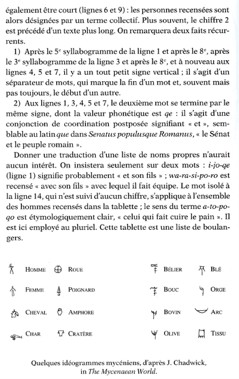 également être court (lignes 6 et 9) : les personnes recensées sont
alors désignées par un terme collectif. Plus souvent, le chiffre 2
est précédé d'un texte plus long. On remarquera deux faits récur-
rents.
1) Après le 5e syllabogramme de la ligne 1 et après le 8e, après
le 3e syllabogramme de la ligne 3 et après le 8e, et à nouveau aux
lignes 4, 5 et 7, il y a un tout petit signe vertical ; il s'agit d'un
séparateur de mots, qui marque la fin d'un mot et, souvent mais
pas toujours, le début d'un autre.
2) Aux lignes 1, 3, 4, 5 et 7, le deuxième mot se termine par le
même signe, dont la valeur phonétique est qe : il s'agit d'une
conjonction de coordination postposée signifiant « et », sem-
blable au latin que dans Senatus populusque Romanus, « le Sénat
et le peuple romain ».
Donner une traduction d'une liste de noms propres n'aurait
aucun intérêt. On insistera seulement sur deux mots : i-jo-qe
(ligne 1) signifie probablement « et son fils » ; wa-ra-si-po-ro est
recensé « avec son fils » avec lequel il fait équipe. Le mot isolé à
la ligne 14, qui n'est suivi d'aucun chiffre, s'applique à l'ensemble
des hommes recensés dans la tablette ; le sens du terme a-to-po-
qo est étymologiquement clair, « celui qui fait cuire le pain ». Il
est ici employé au pluriel. Cette tablette est une liste de boulan-
gers.
HOMME ROUE BÉLIER BLÉ
FEMME POIGNARD BOUC ORGE
CHEVAL AMPHORE BOVIN ARC
CHAR CRATÈRE OLIVE TISSU
Quelques idéogrammes mycéniens, d'après J. Chadwick,
in The Mycenaean World.